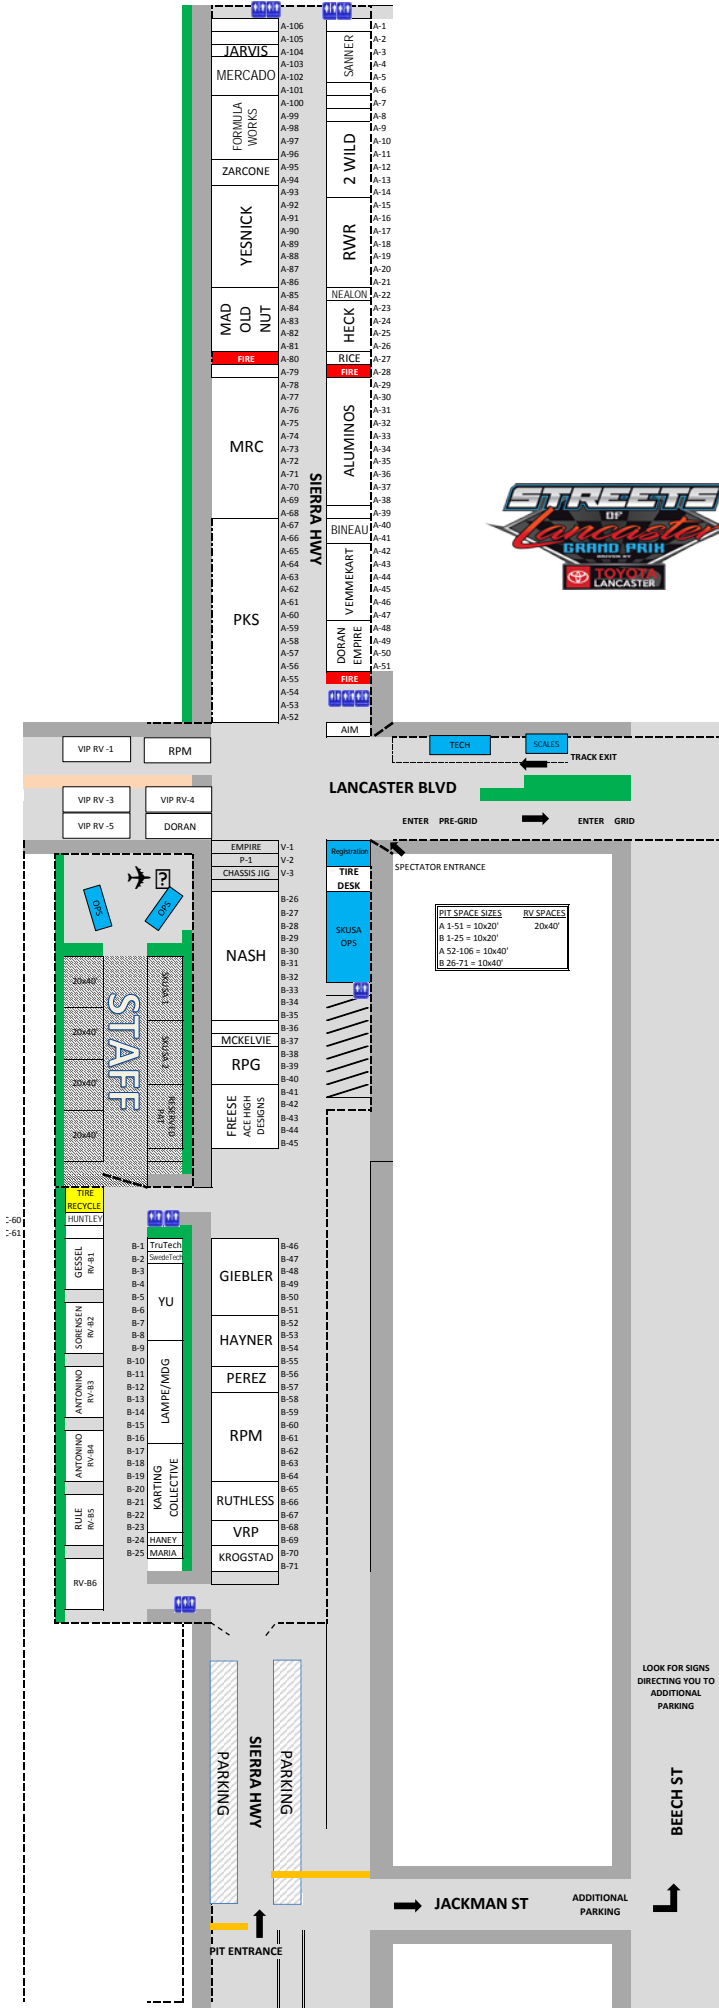 A-106
A-105
JARVIS A-104
A-103
MERCADO A-102
A-101
A-100
FORMULA
WORKS
A-99
A-98
A-97
A-96
ZARCONE
A-95
A-94
A-93
YESNICK
A-92
A-91
A-90
A-89
A-88
A-87
A-86
MAD
OLD
NUT
A-85
A-84
A-83
A-82
A-81
FIRE A-80
A-79
MRC
A-78
A-77
A-76
A-75
A-74
A-73
A-72
A-71
A-70
A-69
A-68
PKS
A-67
A-66
A-65
A-64
A-63
A-62
A-61
A-60
A-59
A-58
A-57
A-56
A-55
A-54
A-53
A-52
SIERRA HWY
SANNER
A-1
A-2
A-3
A-4
A-5
A-6
A-7
A-8
2 WILD
A-9
A-10
A-11
A-12
A-13
A-14
RWR
A-15
A-16
A-17
A-18
A-19
A-20
A-21
NEALON A-22
HECK
A-23
A-24
A-25
A-26
RICE A-27
FIRE A-28
ALUMINOS
A-29
A-30
A-31
A-32
A-33
A-34
A-35
A-36
A-37
A-38
A-39
BINEAU
A-40
A-41
VEMMEKART
A-42
A-43
A-44
A-45
A-46
A-47
DORAN
EMPIRE
A-48
A-49
A-50
A-51
FIRE
AIM
STREETS
OF
Lancaster
GRAND PRIX
DRIVEN BY
TOYOTA
LANCASTER
VIP RV -1
RPM
VIP RV -3
VIP RV-4
VIP RV -5
DORAN
TECH
SCALES
TRACK EXIT
LANCASTER BLVD
ENTER PRE-GRID
ENTER GRID
EMPIRE V-1
P-1 V-2
CHASSIS JIG V-3
Registration
TIRE
DESK
SKUSA
OPS
SPECTATOR ENTRANCE
PIT SPACE SIZES RV SPACES
A 1-51 = 10x20' 20x40'
B 1-25 = 10x20'
A 52-106 = 10x40'
B 26-71 = 10x40'
OPS
OPS
STAFF
20x40'
20x40'
20x40'
20x40'
SKUSA 1
SKUSA 2
RESERVED
PAT
NASH
B-26
B-27
B-28
B-29
B-30
B-31
B-32
B-33
B-34
B-35
B-36
MCKELVIE B-37
RPG
B-38
B-39
B-40
FREESE
ACE HIGH
DESIGNS
B-41
B-42
B-43
B-44
B-45
TIRE
RECYCLE
HUNTLEY
C-60
C-61
GESSEL
RV-B1
SORENSEN
RV-B2
ANTONINO
RV-B3
ANTONINO
RV-B4
RULE
RV-B5
RV-B6
B-1 TruTech
B-2 SwedeTech
B-3
B-4
B-5
B-6
B-7
B-8
YU
B-9
B-10
B-11
B-12
B-13
B-14
B-15
B-16
LAMPE/MDG
B-17
B-18
B-19
B-20
B-21
B-22
B-23
KARTING
COLLECTIVE
B-24 HANEY
B-25 MARIA
GIEBLER
B-46
B-47
B-48
B-49
B-50
B-51
HAYNER
B-52
B-53
B-54
B-55
PEREZ
B-56
B-57
RPM
B-58
B-59
B-60
B-61
B-62
B-63
B-64
RUTHLESS
B-65
B-66
B-67
VRP
B-68
B-69
KROGSTAD
B-70
B-71
PARKING
SIERRA HWY
PARKING
PIT ENTRANCE
JACKMAN ST
ADDITIONAL
PARKING
LOOK FOR SIGNS
DIRECTING YOU TO
ADDITIONAL
PARKING
BEECH ST